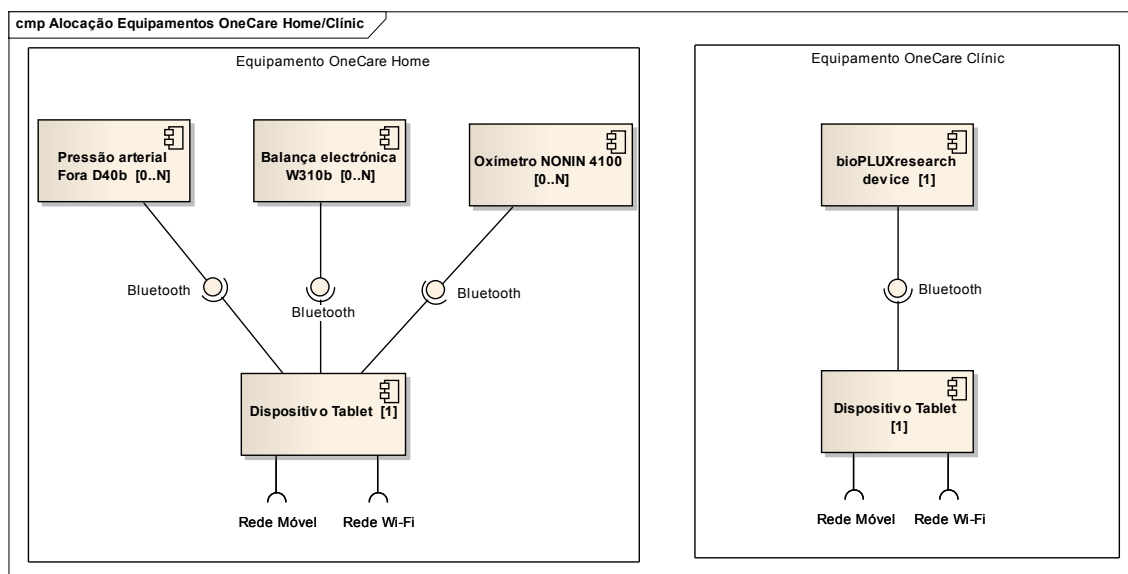 cmp Alocação Equipamentos OneCare Home/Clínic
Equipamento OneCare Home
Pressão arterial
Fora D40b [0..N]
Balança electrónica
W310b [0..N]
Oxímetro NONIN 4100
[0..N]
Bluetooth
Bluetooth
Bluetooth
Dispositivo Tablet [1]
Rede Móvel
Rede Wi-Fi
Equipamento OneCare Clínic
bioPLUXresearch
device [1]
Bluetooth
Dispositivo Tablet
[1]
Rede Móvel
Rede Wi-Fi